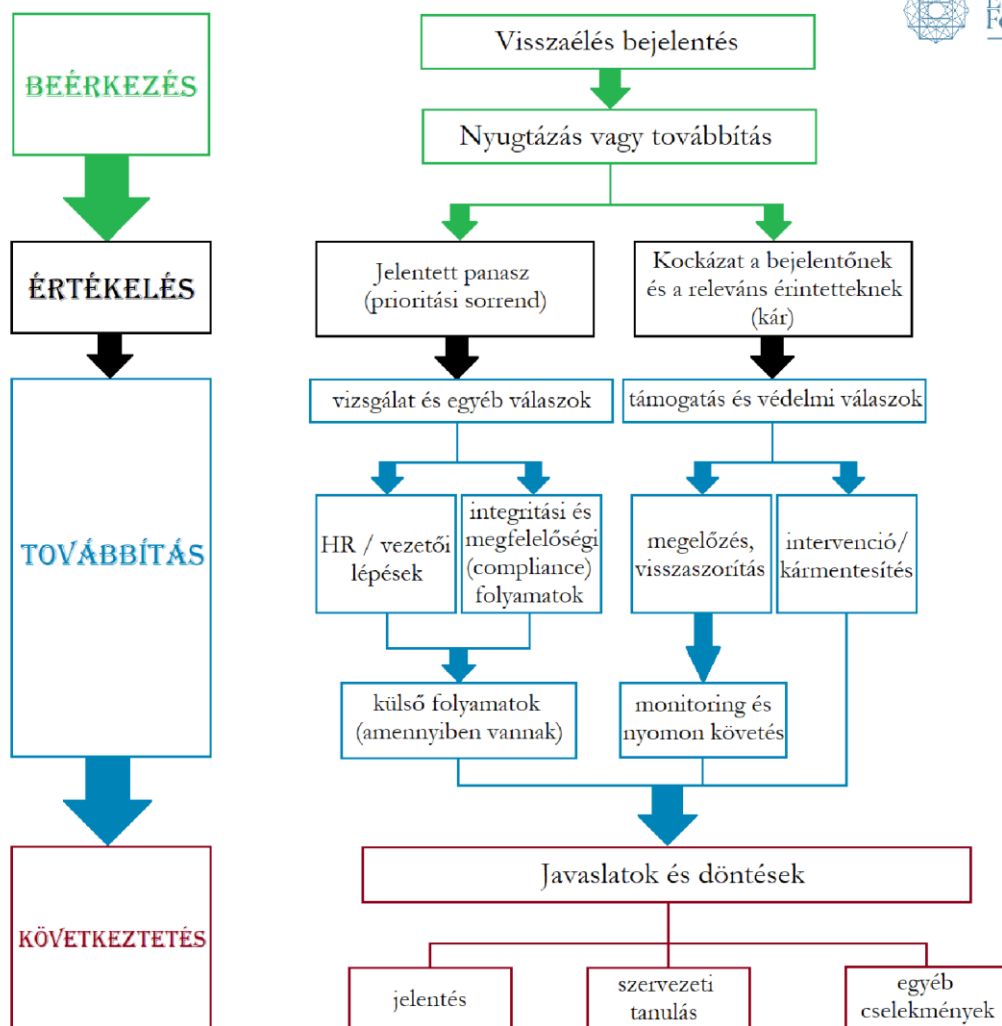 Visszaélés bejelentés
BEÉRKEZÉS
Nyugtázás vagy továbbítás
ÉRTÉKELÉS
Jelentett panasz
(prioritási sorrend)
Kockázat a bejelentőnek
és a releváns érintetteknek
(kár)
TOVÁBBÍTÁS
vizsgálat és egyéb válaszok
támogatás és védelmi válaszok
HR / vezetői
lépések
integritási és
megfelelőségi
(compliance)
folyamatok
megelőzés,
visszaszorítás
intervenció/
kármentesítés
külső folyamatok
(amennyiben vannak)
monitoring és
nyomon követés
KÖVETKEZTETÉS
Javaslatok és döntések
jelentés
szervezeti
tanulás
egyéb
cselekmények